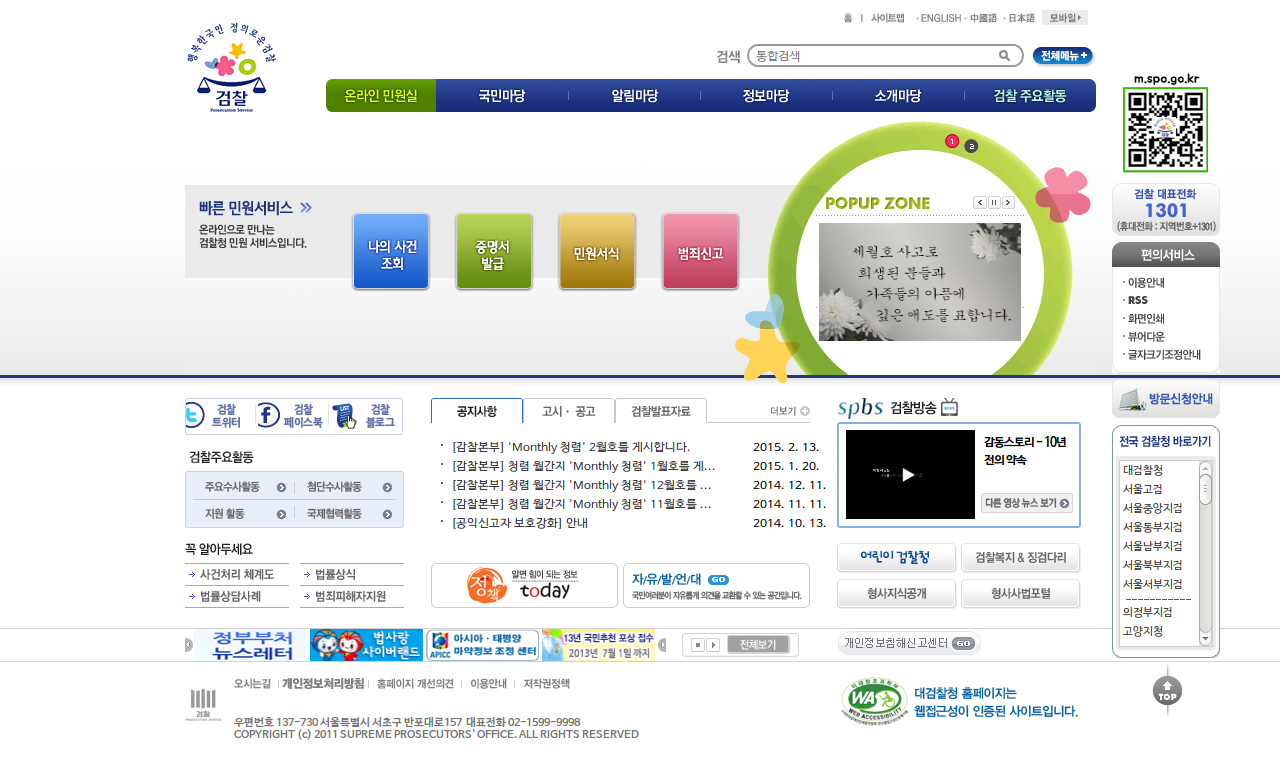 홈 사이트맵 ENGLISH 中國語 日本語 모바일
행복한국민 정의로운검찰
검찰
Prosecution Service
검색 통합검색 전체메뉴
온라인 민원실 국민마당 알림마당 정보마당 소개마당 검찰 주요활동
m.spo.go.kr
검찰 대표전화
1301
(휴대전화 : 지역번호+1301)
편의서비스
이용안내
RSS
화면인쇄
뷰어다운
글자크기조정안내
방문신청안내
빠른 민원서비스
온라인으로 만나는
검찰청 민원 서비스입니다.
나의 사건
조회
증명서
발급
민원서식
범죄신고
1 2
POPUP ZONE
세월호 사고로
희생된 분들과
가족들의 아픔에
깊은 애도를 표합니다.
검찰
트위터
검찰
페이스북
검찰
블로그
검찰주요활동
주요수사활동 첨단수사활동
지원 활동 국제협력활동
꼭 알아두세요
사건처리 체계도 법률상식
법률상담사례 범죄피해자지원
공지사항 고시 · 공고 검찰발표자료 더보기
[감찰본부] 'Monthly 청렴' 2월호를 게시합니다. 2015. 2. 13.
[감찰본부] 청렴 월간지 'Monthly 청렴' 1월호를 게... 2015. 1. 20.
[감찰본부] 청렴 월간지 'Monthly 청렴' 12월호를 ... 2014. 12. 11.
[감찰본부] 청렴 월간지 'Monthly 청렴' 11월호를 ... 2014. 11. 11.
[공익신고자 보호강화] 안내 2014. 10. 13.
정책 알면 힘이 되는 정보
today
자/유/발/언/대 GO
국민여러분이 자유롭게 의견을 교환할 수 있는 공간입니다.
spbs 검찰방송
감동스토리 - 10년
전의 약속
다른 영상 뉴스 보기
어린이 검찰청 검찰복지 & 징검다리
형사지식공개 형사사법포털
전국 검찰청 바로가기
대검찰청
서울고검
서울중앙지검
서울동부지검
서울남부지검
서울북부지검
서울서부지검
-----------
의정부지검
고양지청
정부부처
뉴스레터
법사랑
사이버랜드
아시아 · 태평양
APICC 마약정보 조정 센터
13년 국민추천 포상 접수
2013년 7월 1일 까지
전체보기
개인정보침해신고센터 GO
오시는길 개인정보처리방침 홈페이지 개선의견 이용안내 저작권정책
검찰
PROSECUTION SERVICE
우편번호 137-730 서울특별시 서초구 반포대로157 대표전화 02-1599-9998
COPYRIGHT (c) 2011 SUPREME PROSECUTORS' OFFICE. ALL RIGHTS RESERVED
WA
WEB ACCESSIBILITY
대검찰청 홈페이지는
웹접근성이 인증된 사이트입니다.
TOP